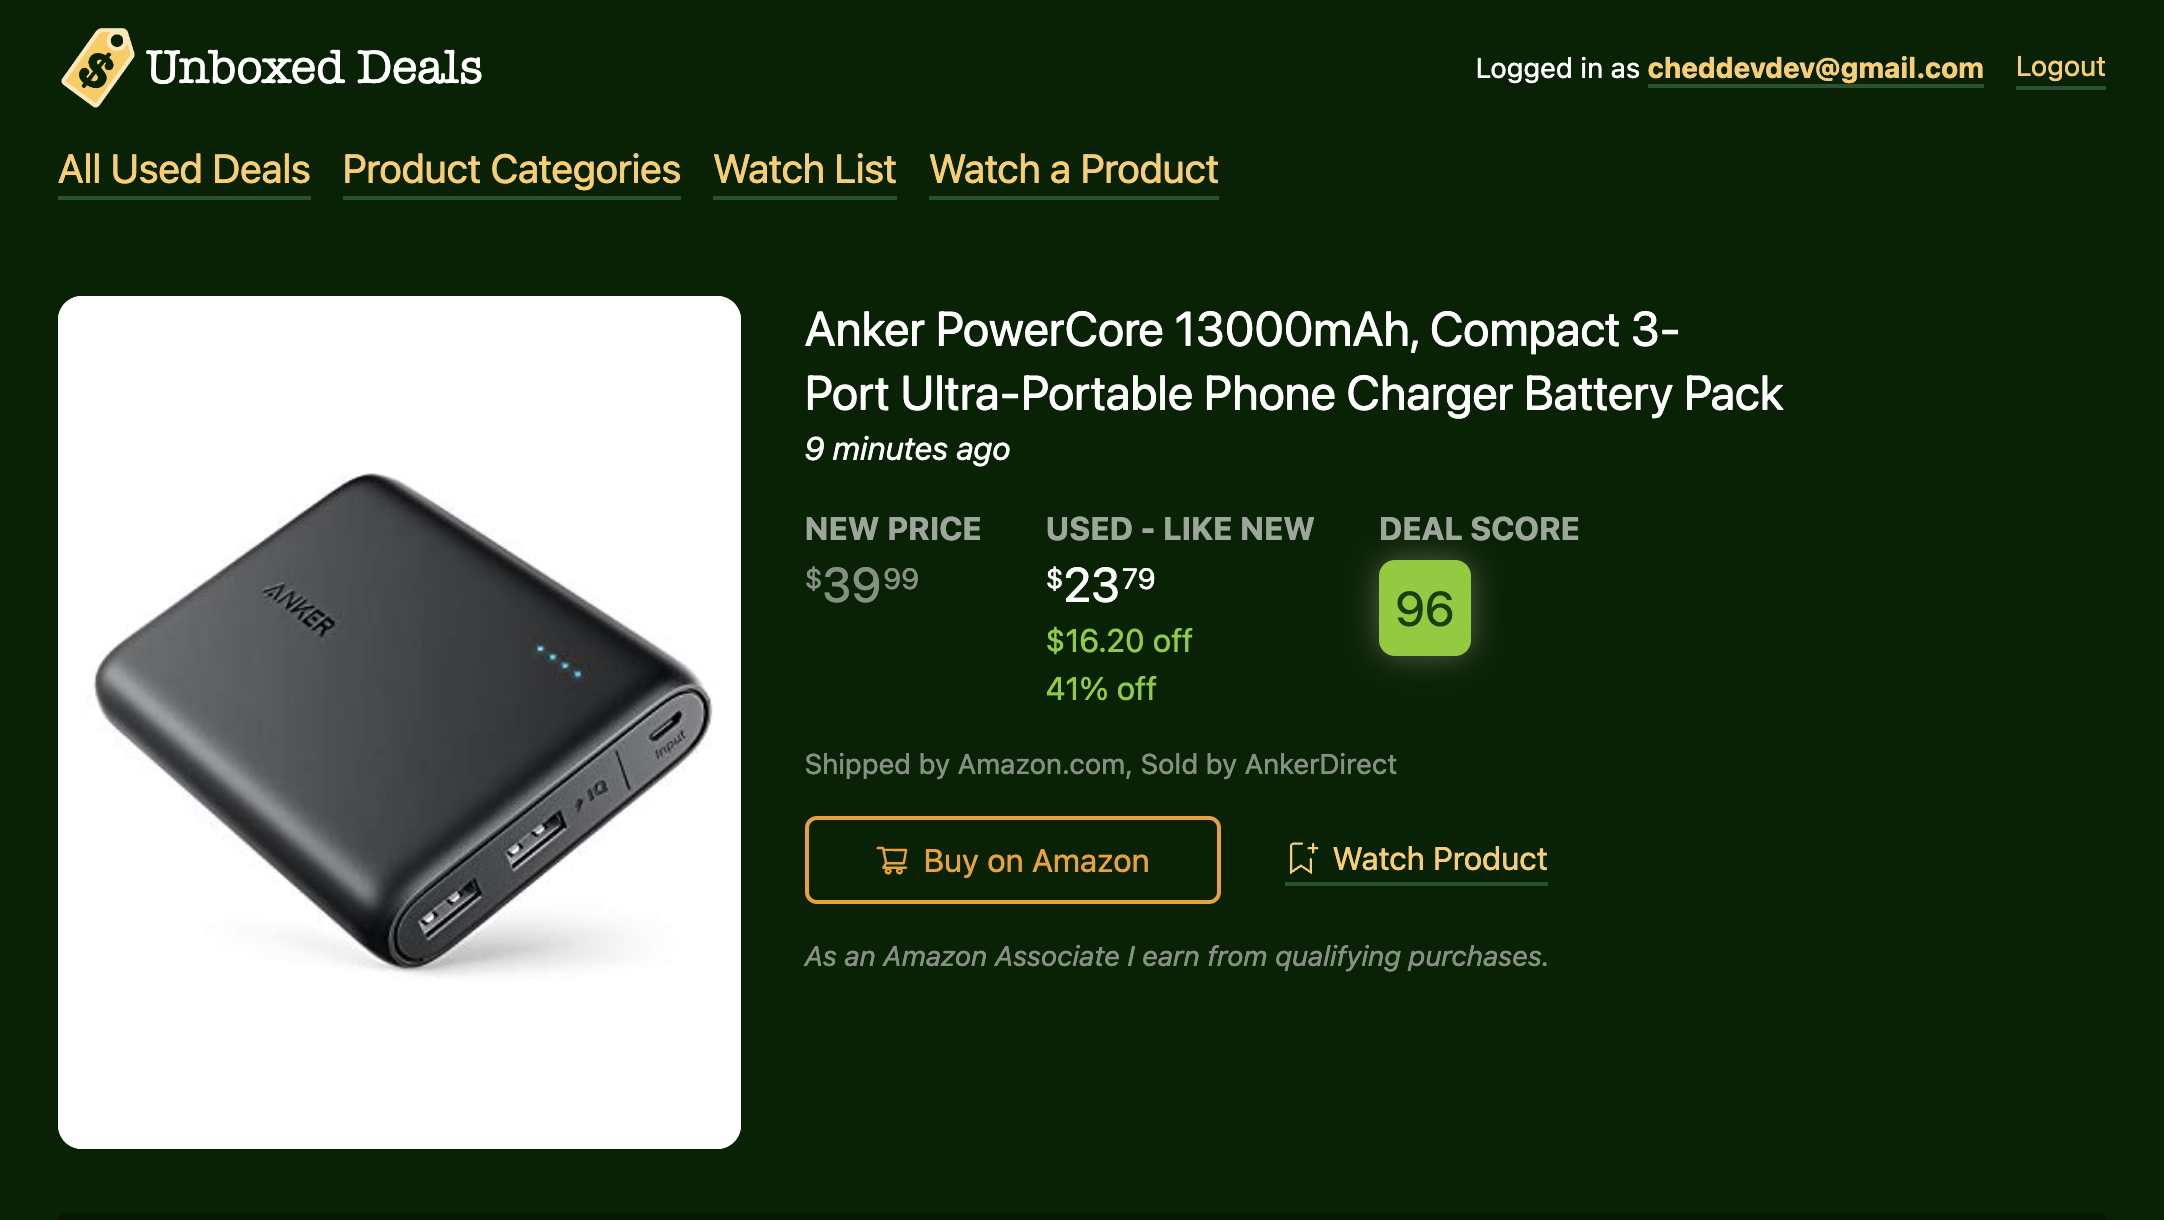 $
Unboxed Deals
Logged in as cheddevdev@gmail.com
Logout
All Used Deals
Product Categories
Watch List
Watch a Product
ANKER
Input
IQ
Anker PowerCore 13000mAh, Compact 3-
Port Ultra-Portable Phone Charger Battery Pack
9 minutes ago
NEW PRICE
$39 99
USED - LIKE NEW
$23 79
$16.20 off
41% off
DEAL SCORE
96
Shipped by Amazon.com, Sold by AnkerDirect
Buy on Amazon
Watch Product
As an Amazon Associate I earn from qualifying purchases.